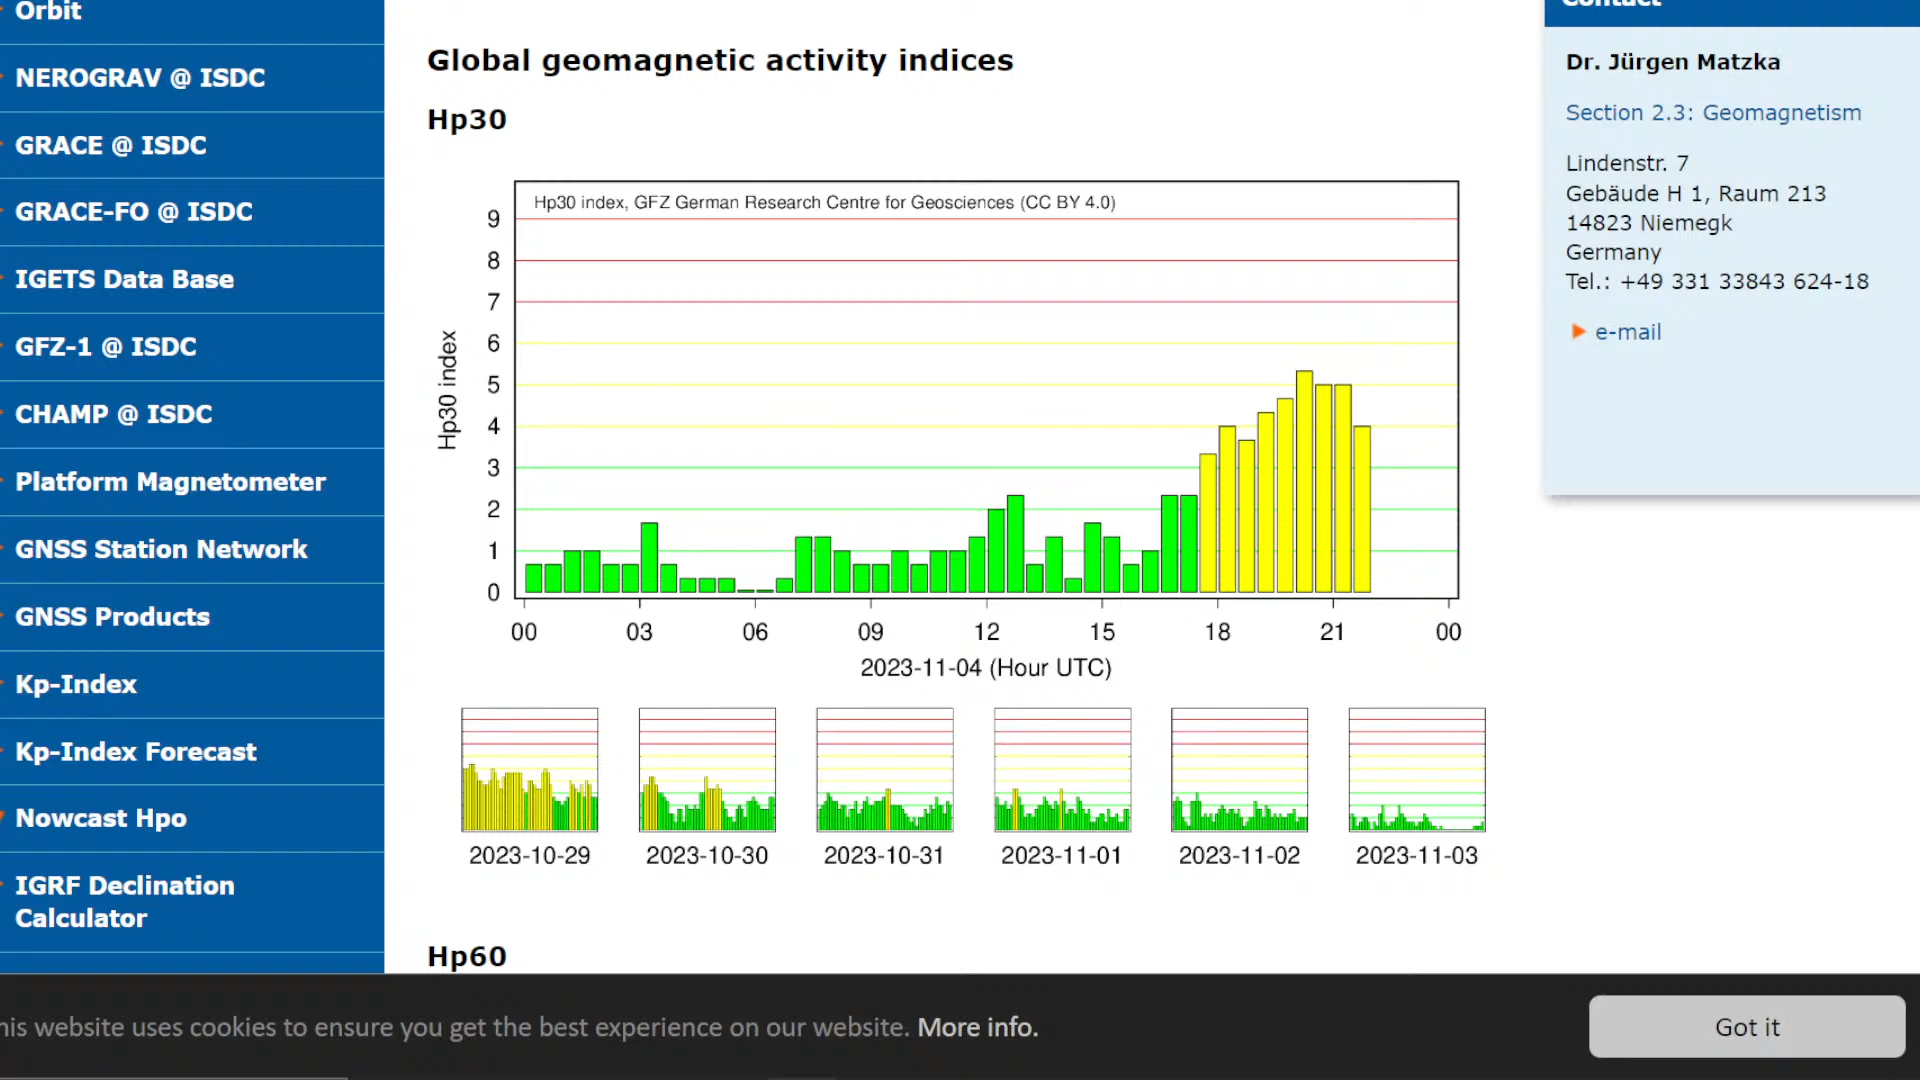 Orbit
NEROGRAV @ ISDC
GRACE @ ISDC
GRACE-FO @ ISDC
IGETS Data Base
GFZ-1 @ ISDC
CHAMP @ ISDC
Platform Magnetometer
GNSS Station Network
GNSS Products
Kp-Index
Kp-Index Forecast
Nowcast Hpo
IGRF Declination
Calculator
Global geomagnetic activity indices
Hp30
Hp30 index, GFZ German Research Centre for Geosciences (CC BY 4.0)
9
8
7
6
5
4
3
2
1
0
Hp30 index
00 03 06 09 12 15 18 21 00
2023-11-04 (Hour UTC)
2023-10-29 2023-10-30 2023-10-31 2023-11-01 2023-11-02 2023-11-03
Hp60
Contact
Dr. Jürgen Matzka
Section 2.3: Geomagnetism
Lindenstr. 7
Gebäude H 1, Raum 213
14823 Niemegk
Germany
Tel.: +49 331 33843 624-18
e-mail
his website uses cookies to ensure you get the best experience on our website. More info.
Got it